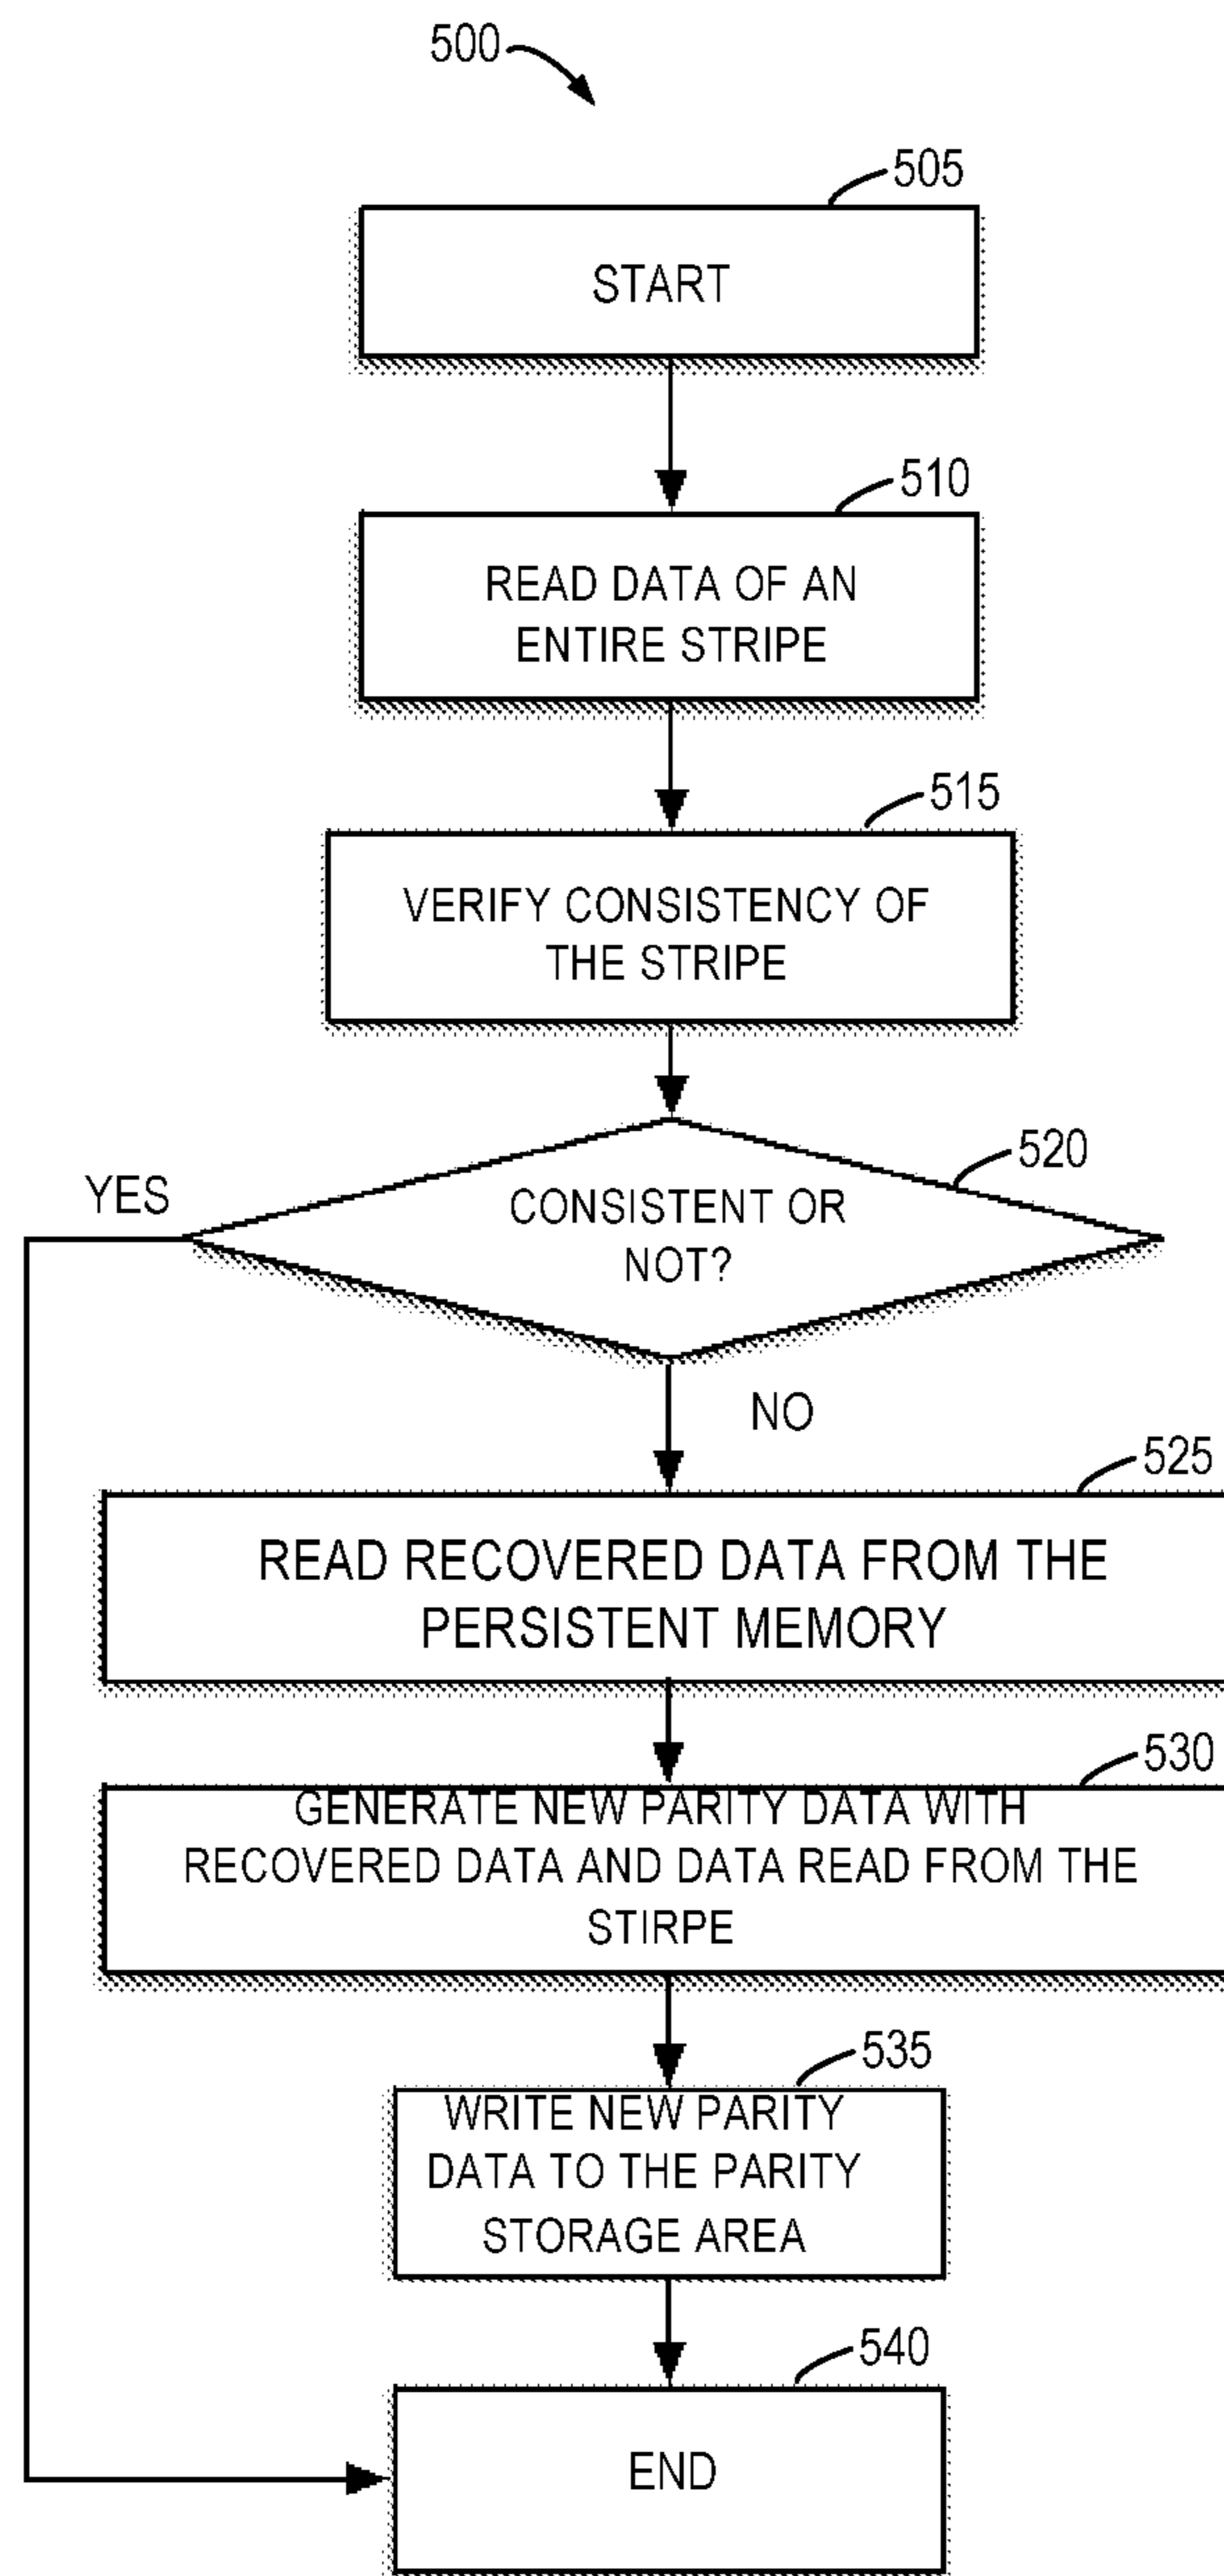 500
505
START
510
READ DATA OF AN
ENTIRE STRIPE
515
VERIFY CONSISTENCY OF
THE STRIPE
520
YES
CONSISTENT OR
NOT?
NO
525
READ RECOVERED DATA FROM THE
PERSISTENT MEMORY
530
GENERATE NEW PARITY DATA WITH
RECOVERED DATA AND DATA READ FROM THE
STIRPE
535
WRITE NEW PARITY
DATA TO THE PARITY
STORAGE AREA
540
END